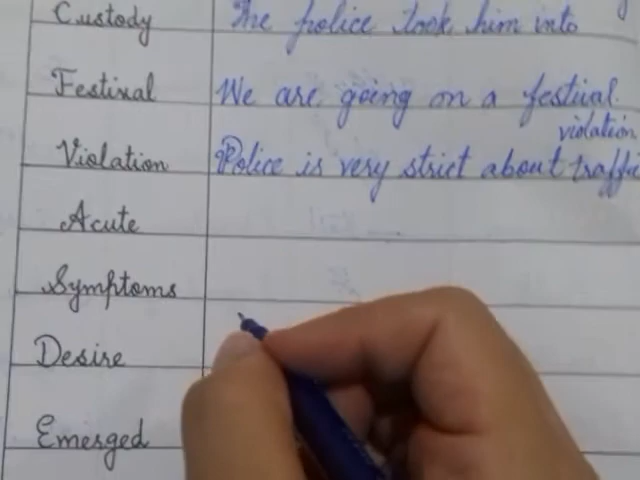 Custody The police took him into
Festival We are going on a festival.
violation
Violation Police is very strict about traffic
Acute
Symptoms
Desire
Emerged